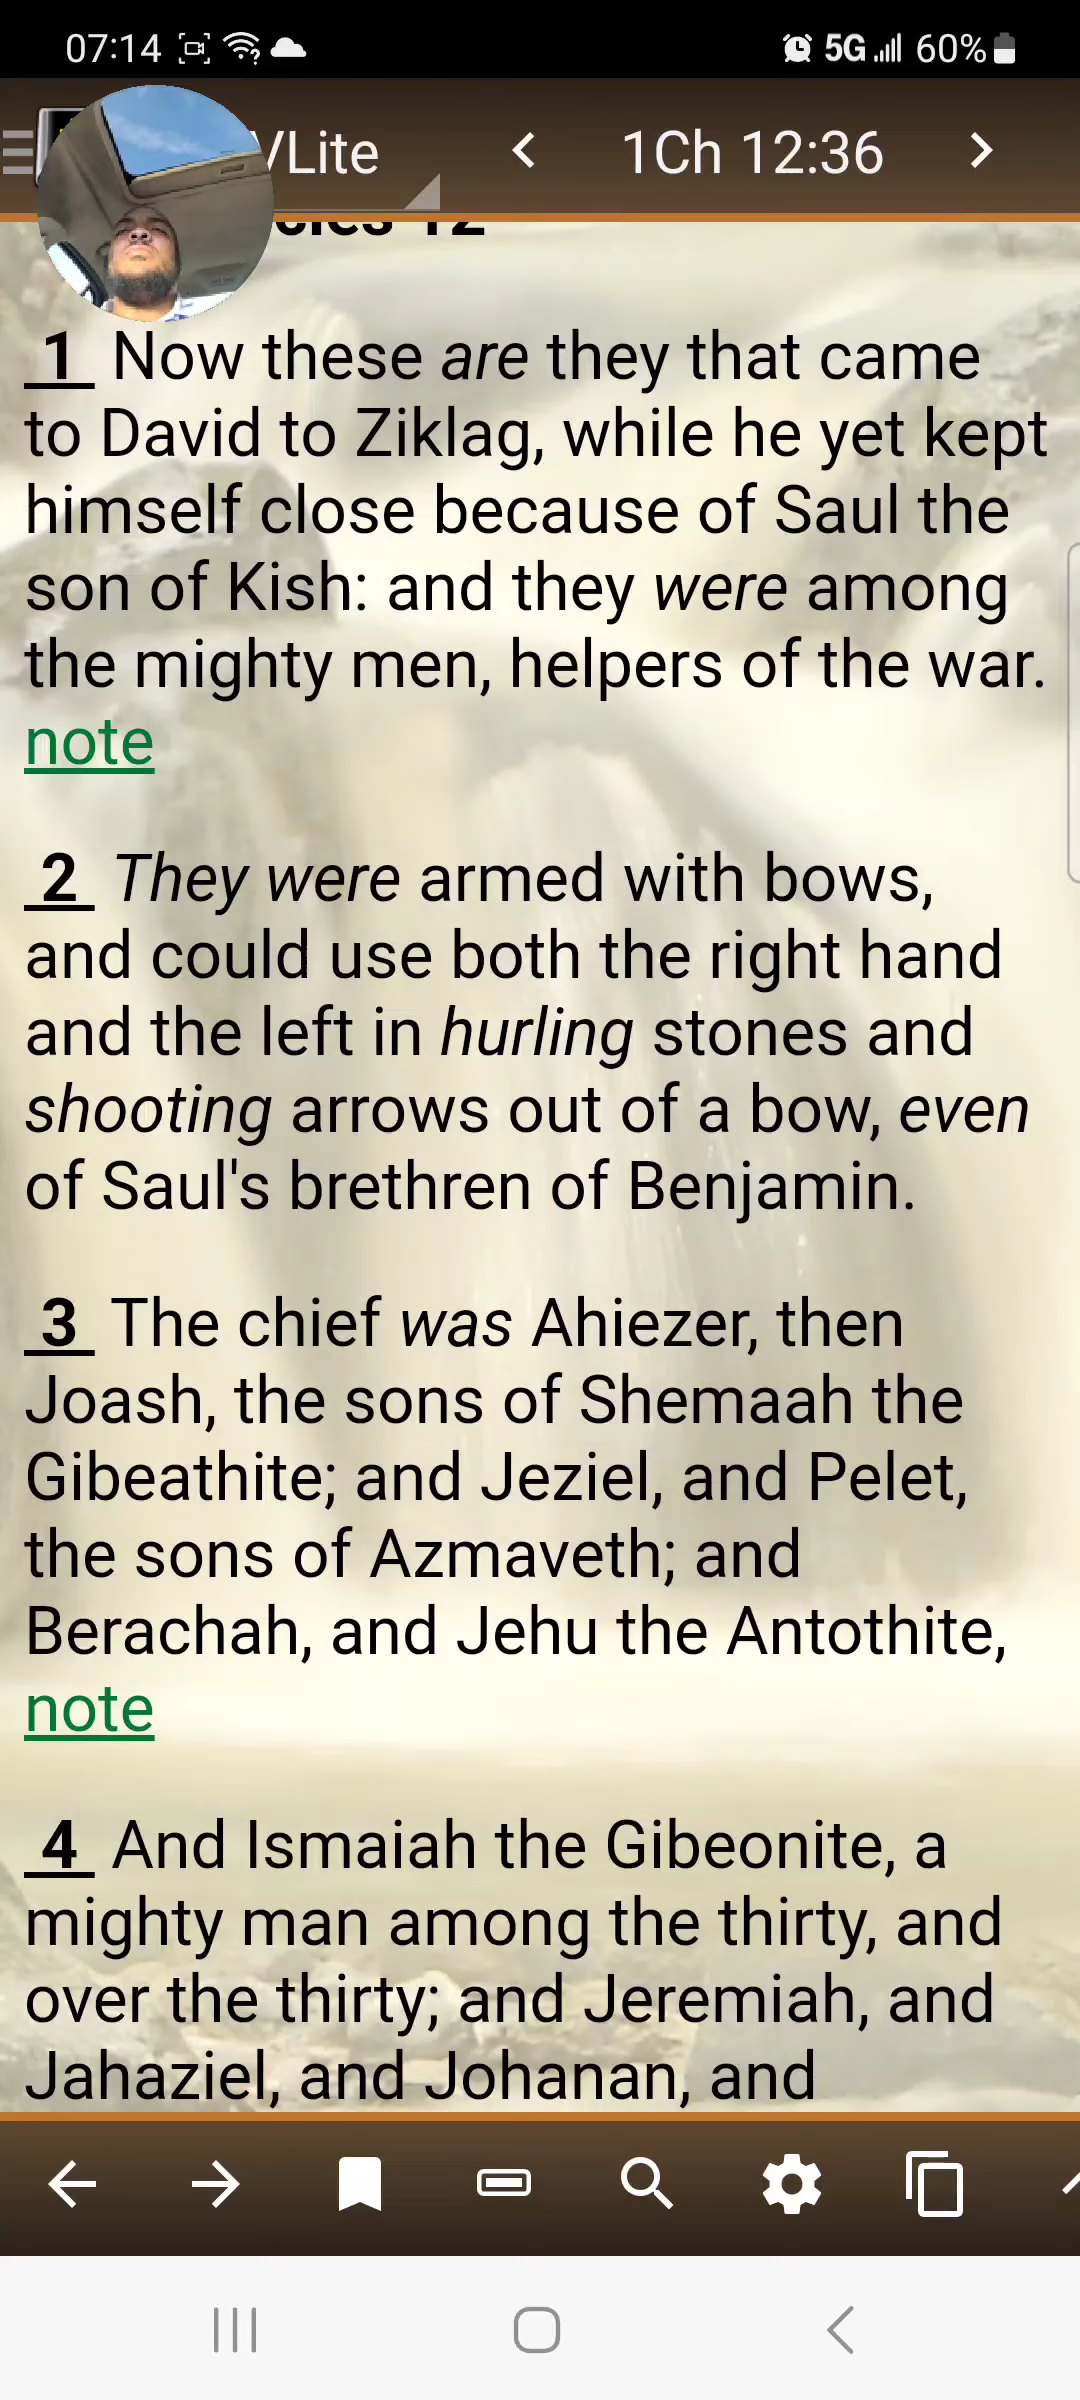 07:14 5G 60%
VLite 1Ch 12:36
1 Now these are they that came
to David to Ziklag, while he yet kept
himself close because of Saul the
son of Kish: and they were among
the mighty men, helpers of the war.
note
2 They were armed with bows,
and could use both the right hand
and the left in hurling stones and
shooting arrows out of a bow, even
of Saul's brethren of Benjamin.
3 The chief was Ahiezer, then
Joash, the sons of Shemaah the
Gibeathite; and Jeziel, and Pelet,
the sons of Azmaveth; and
Berachah, and Jehu the Antothite,
note
4 And Ismaiah the Gibeonite, a
mighty man among the thirty, and
over the thirty; and Jeremiah, and
Jahaziel, and Johanan, and